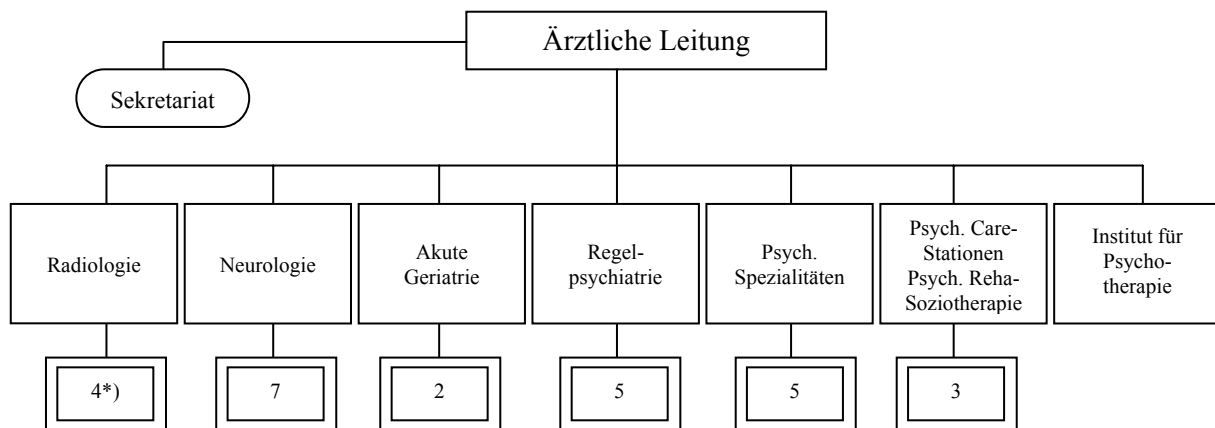 Ärztliche Leitung
Sekretariat
Radiologie
Neurologie
Akute
Geriatrie
Regel-
psychiatrie
Psych.
Spezialitäten
Psych. Care-
Stationen
Psych. Reha-
Soziotherapie
Institut für
Psycho-
therapie
4*)
7
2
5
5
3